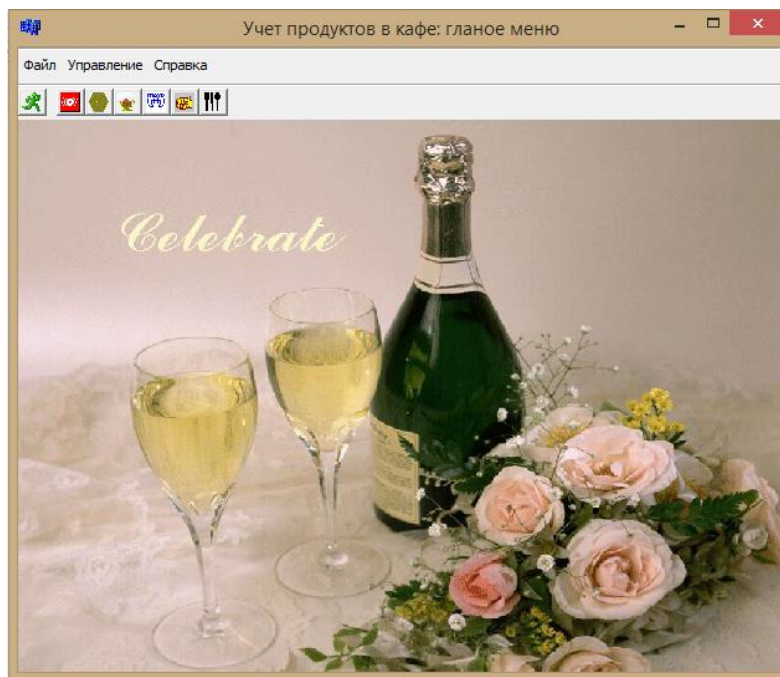 Учет продуктов в кафе: гланое меню
Файл Управление Справка
Celebrate